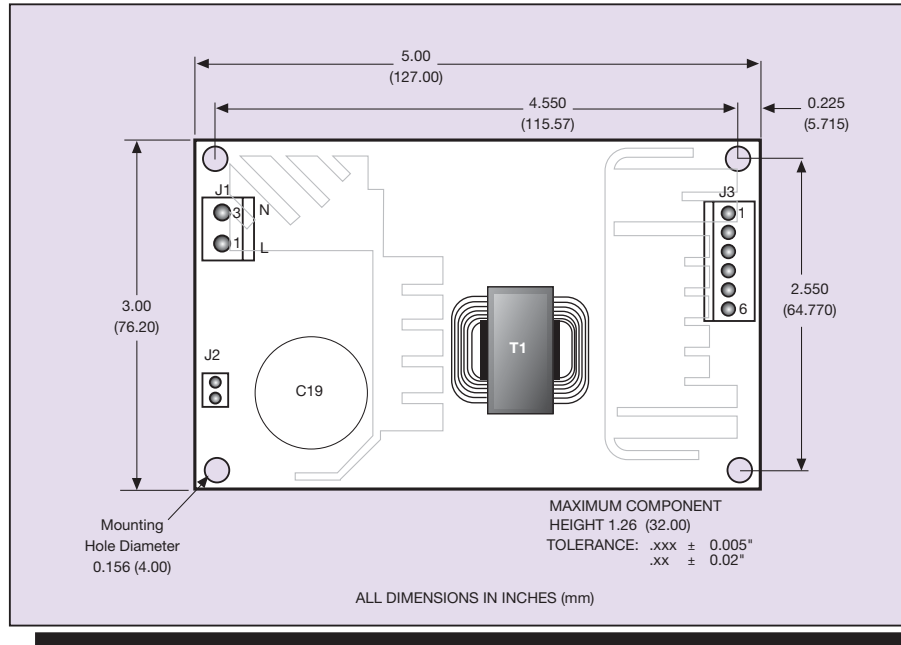 5.00
(127.00)
4.550
(115.57)
0.225
(5.715)
J1
3 N
1 L
J3
1
6
3.00
(76.20)
2.550
(64.770)
T1
J2
C19
Mounting
Hole Diameter
0.156 (4.00)
MAXIMUM COMPONENT
HEIGHT 1.26 (32.00)
TOLERANCE: .xxx ± 0.005"
.xx ± 0.02"
ALL DIMENSIONS IN INCHES (mm)